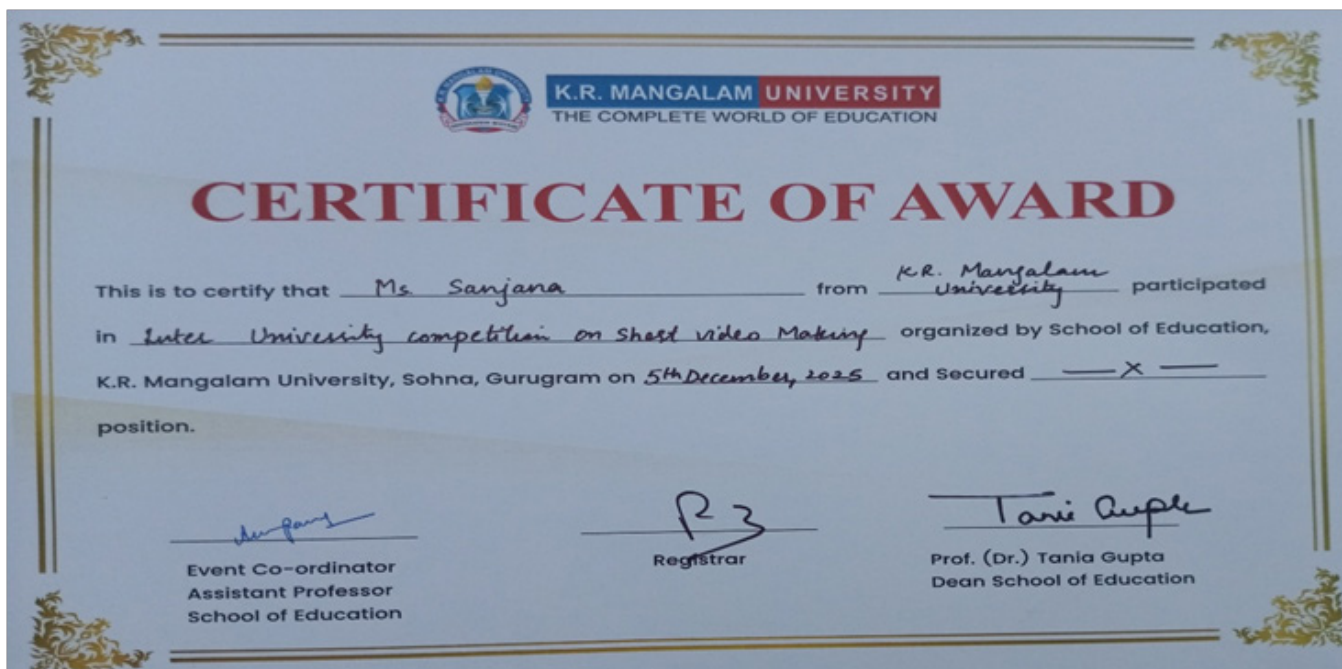 K.R. MANGALAM UNIVERSITY
THE COMPLETE WORLD OF EDUCATION
CERTIFICATE OF AWARD
This is to certify that Ms. Sanjana from K.R. Mangalam University participated
in Inter University competition on Short video Making organized by School of Education,
K.R. Mangalam University, Sohna, Gurugram on 5th December, 2025 and Secured — X —
position.
Tania Gupta
Event Co-ordinator
Assistant Professor
School of Education
Registrar
Prof. (Dr.) Tania Gupta
Dean School of Education